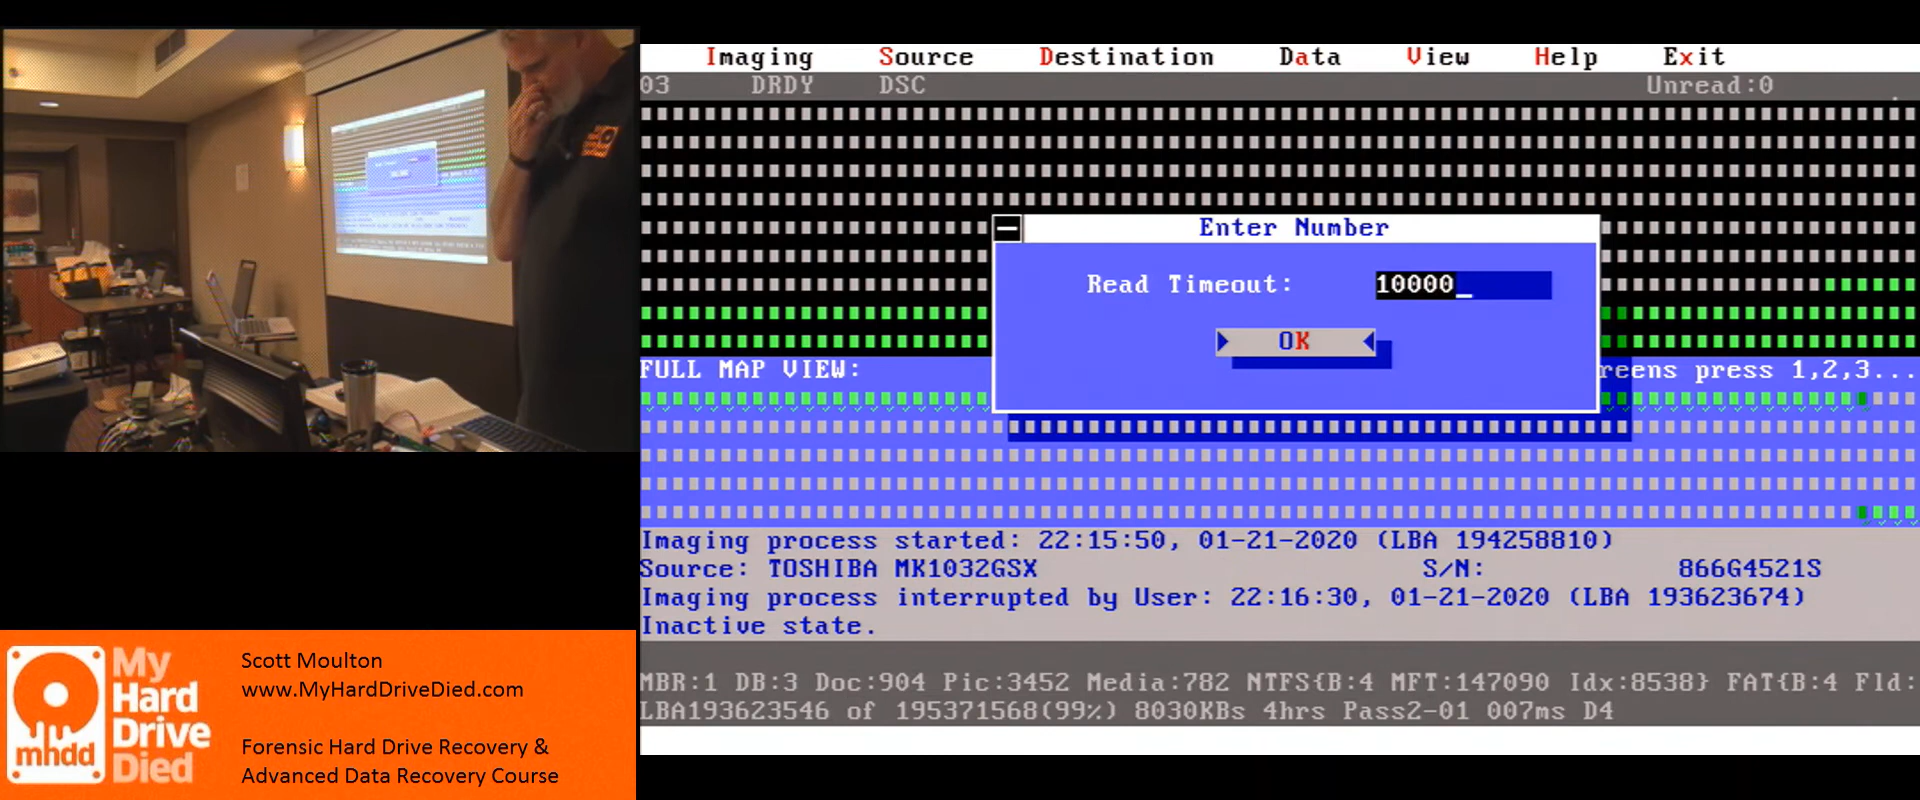 Imaging Source Destination Data View Help Exit
03 DRDY DSC Unread:0
Enter Number
Read Timeout: 10000_
OK
FULL MAP VIEW: reens press 1,2,3...
Imaging process started: 22:15:50, 01-21-2020 (LBA 194258810)
Source: TOSHIBA MK1032GSX S/N: 866G4521S
Imaging process interrupted by User: 22:16:30, 01-21-2020 (LBA 193623674)
Inactive state.
MBR:1 DB:3 Doc:904 Pic:3452 Media:782 NTFS{B:4 MFT:147090 Idx:8538} FAT{B:4 Fld:
LBA193623546 of 195371568(99%) 8030KBs 4hrs Pass2-01 007ms D4
My
Hard
Drive
Died
mhdd
Scott Moulton
www.MyHardDriveDied.com
Forensic Hard Drive Recovery &
Advanced Data Recovery Course